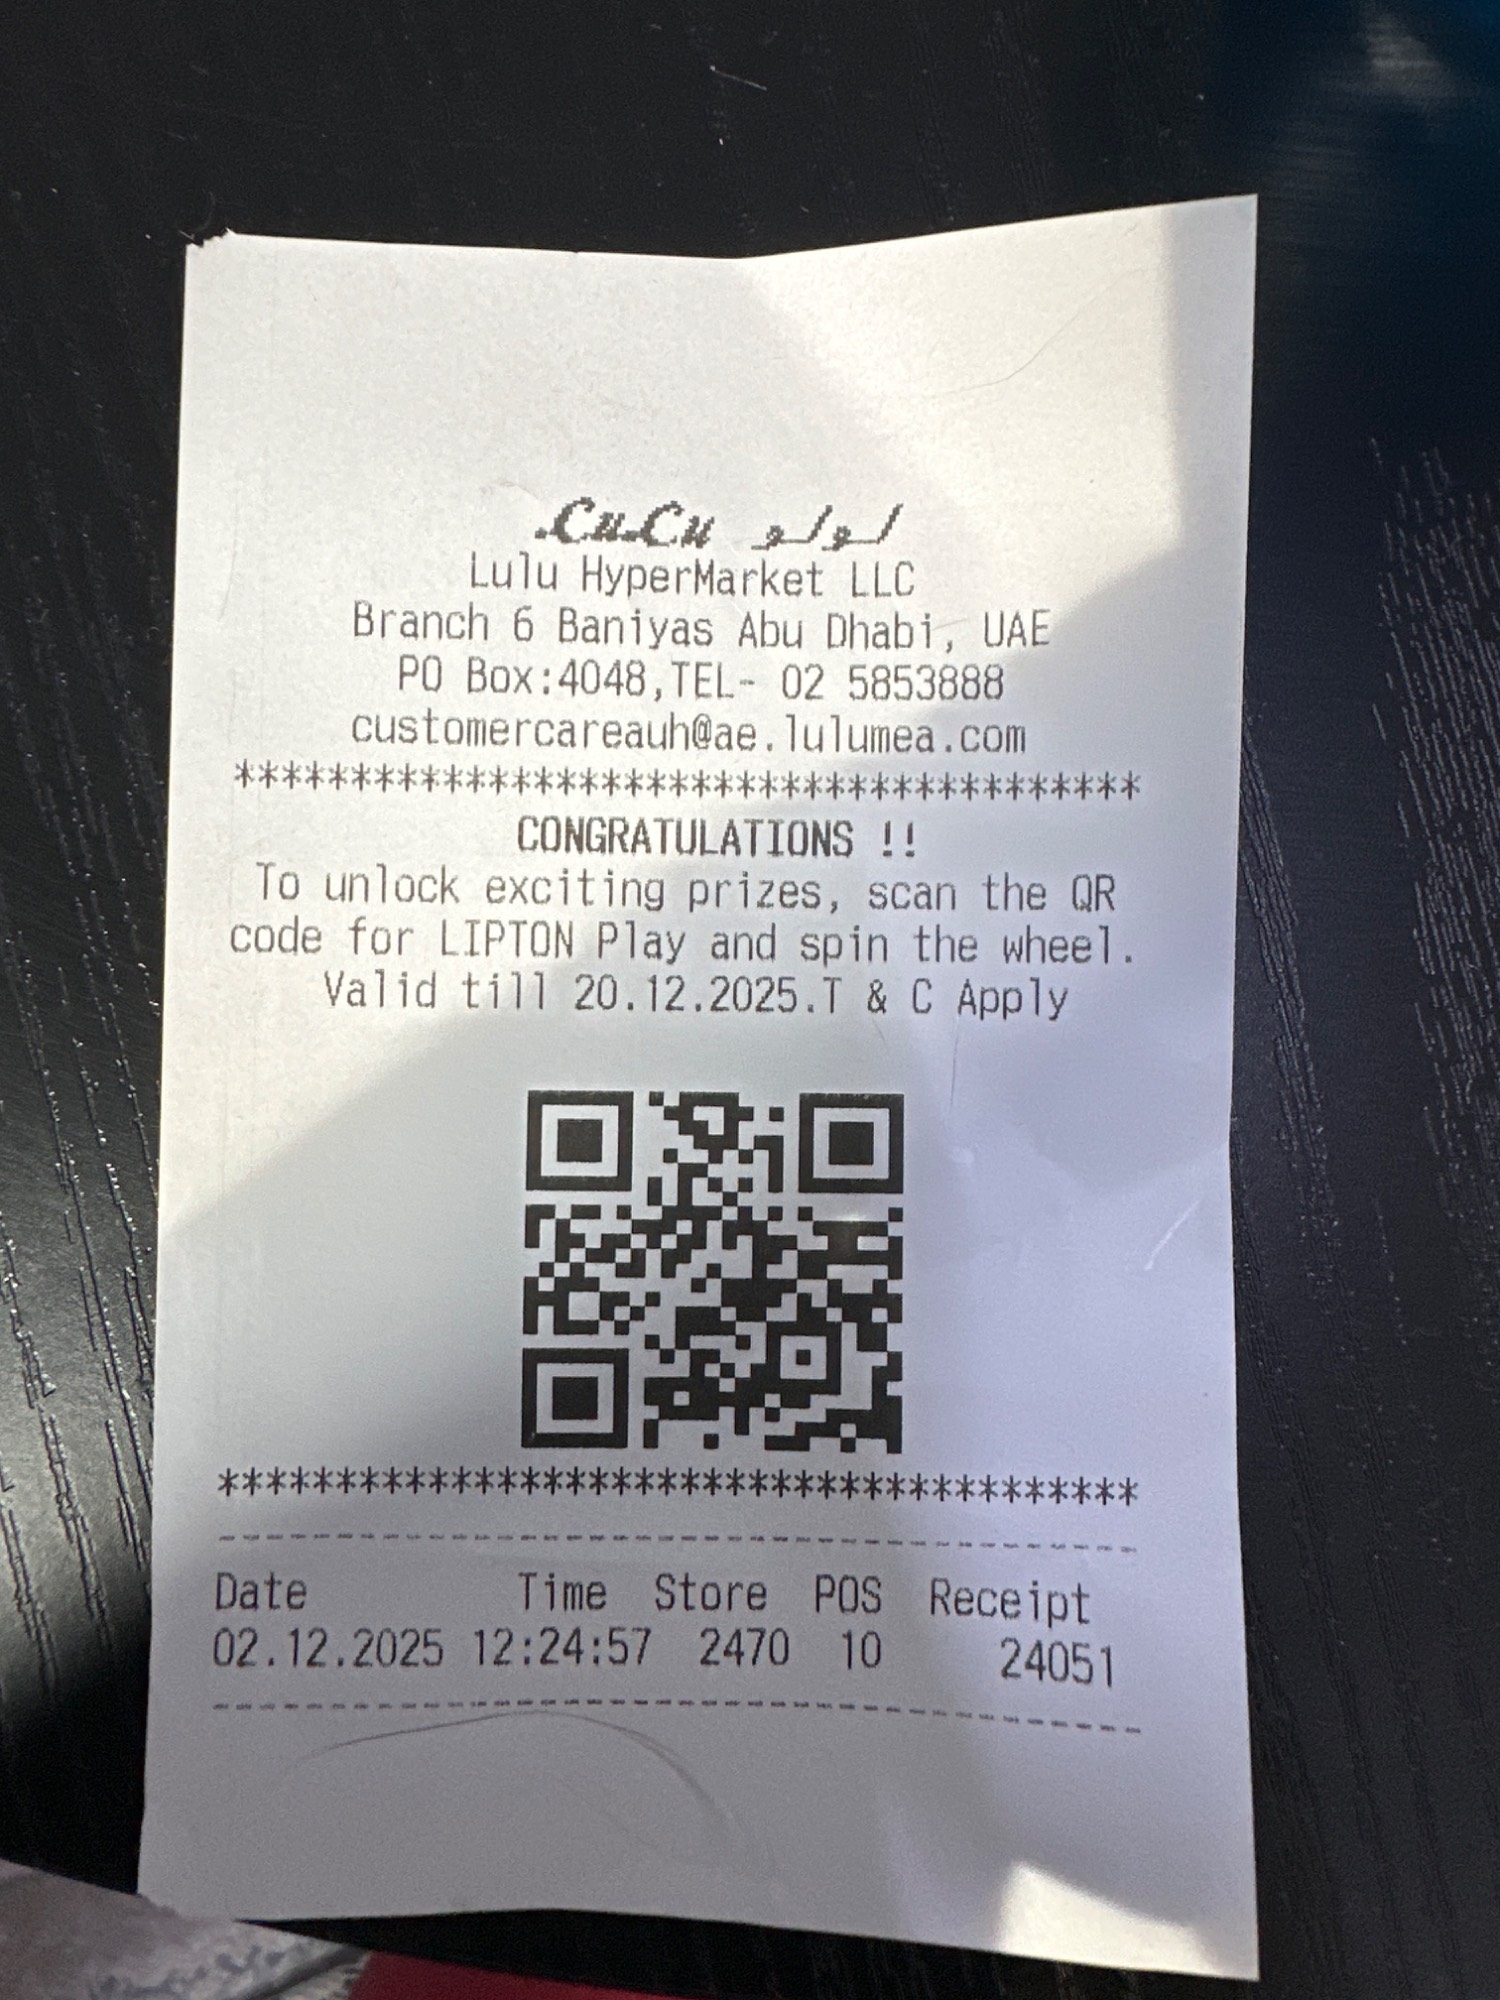 LuLu لولو
Lulu HyperMarket LLC
Branch 6 Baniyas Abu Dhabi, UAE
PO Box:4048,TEL- 02 5853888
customercareauh@ae.lulumea.com
***************************************
CONGRATULATIONS !!
To unlock exciting prizes, scan the QR
code for LIPTON Play and spin the wheel.
Valid till 20.12.2025.T & C Apply
***************************************
Date Time Store POS Receipt
02.12.2025 12:24:57 2470 10 24051